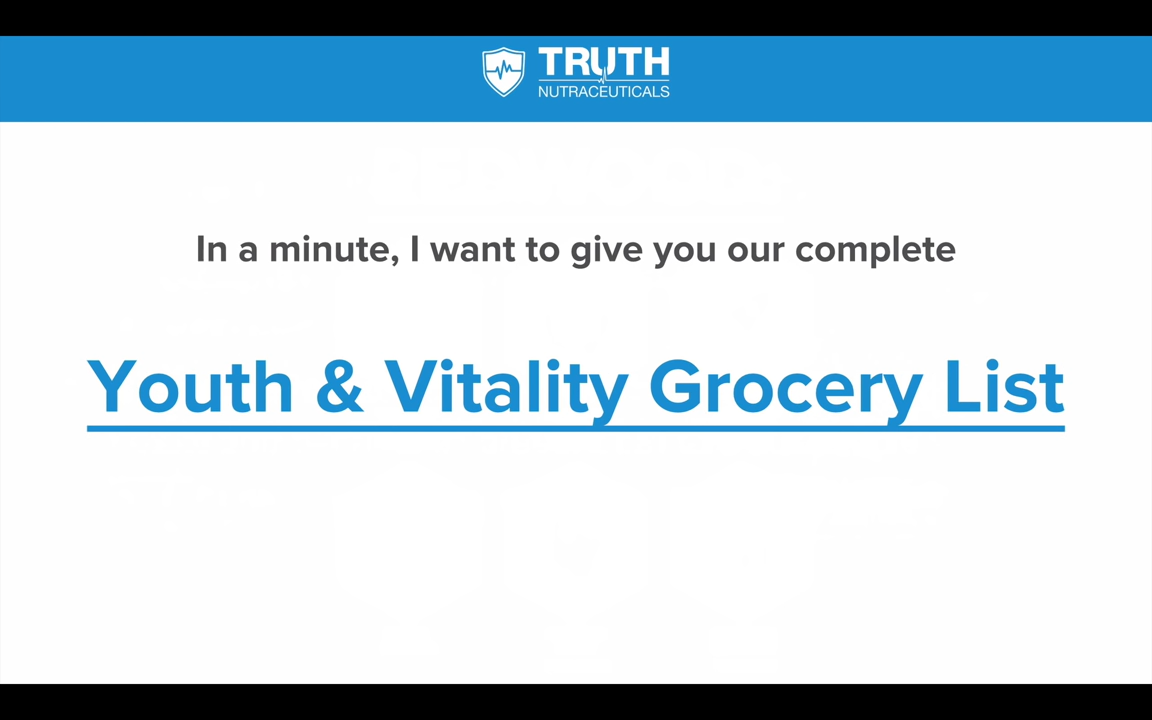 TRUTH
NUTRACEUTICALS
In a minute, I want to give you our complete
Youth & Vitality Grocery List